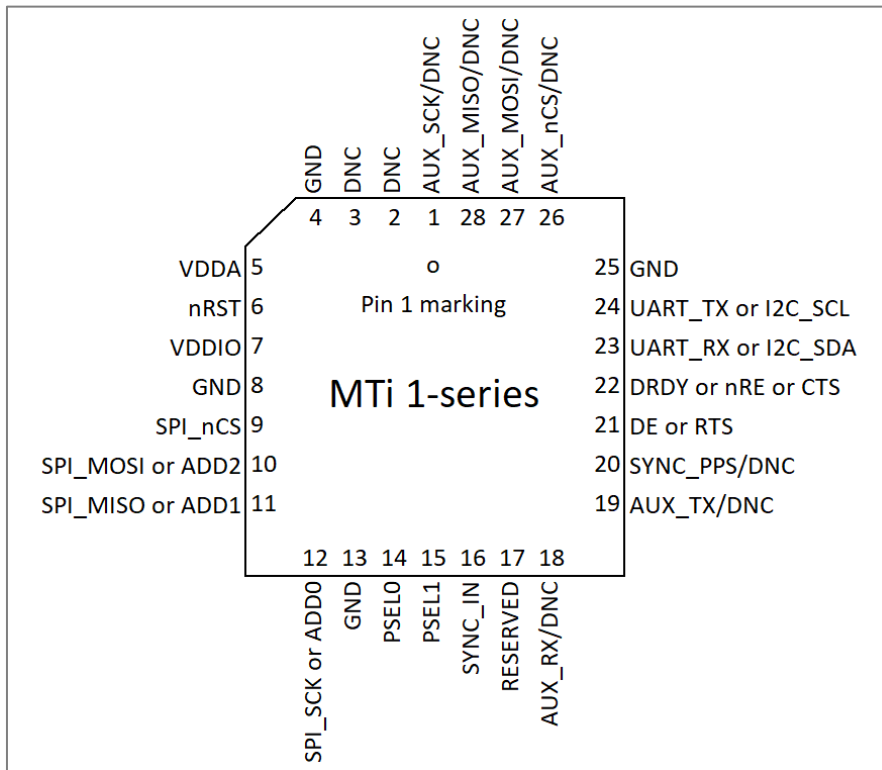 GND
DNC
DNC
AUX_SCK/DNC
AUX_MISO/DNC
AUX_MOSI/DNC
AUX_nCS/DNC
4 3 2 1 28 27 26
VDDA 5
nRST 6
VDDIO 7
GND 8
SPI_nCS 9
SPI_MOSI or ADD2 10
SPI_MISO or ADD1 11
o
Pin 1 marking
MTi 1-series
25 GND
24 UART_TX or I2C_SCL
23 UART_RX or I2C_SDA
22 DRDY or nRE or CTS
21 DE or RTS
20 SYNC_PPS/DNC
19 AUX_TX/DNC
12 13 14 15 16 17 18
SPI_SCK or ADD0
GND
PSEL0
PSEL1
SYNC_IN
RESERVED
AUX_RX/DNC